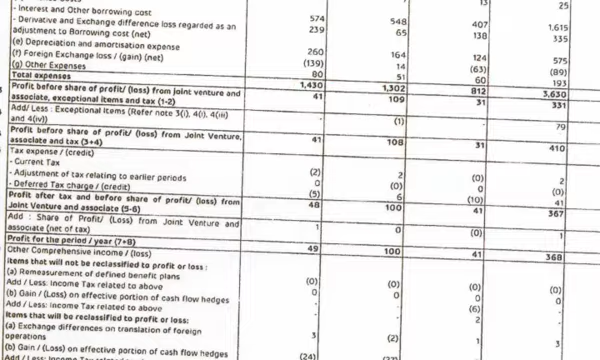 - Interest and Other borrowing cost 574 548 407 1,615
- Derivative and Exchange difference loss regarded as an
adjustment to Borrowing cost (net) 239 65 138 335
(e) Depreciation and amortisation expense 260 164 124 575
(f) Foreign Exchange loss / (gain) (net) (139) 14 (63) (89)
(g) Other Expenses 80 51 60 193
Total expenses 1,430 1,302 812 3,630
Profit before share of profit/ (loss) from joint venture and
associate, exceptional items and tax (1-2) 41 109 31 331
Add/ Less : Exceptional Items (Refer note 3(i), 4(i), 4(iii)
and 4(iv)) - (1) - 79
Profit before share of profit/ (loss) from Joint Venture,
associate and tax (3+4) 41 108 31 410
Tax expense / (credit)
- Current Tax (2) 2 0 2
- Adjustment of tax relating to earlier periods 0 (0) 0 (0)
- Deferred Tax charge / (credit) (5) 6 (10) 41
Profit after tax and before share of profit/ (loss) from
Joint Venture and associate (5-6) 48 100 41 367
Add : Share of Profit/ (Loss) from Joint Venture and
associate (net of tax) 1 0 (0) 1
Profit for the period / year (7+8) 49 100 41 368
Other Comprehensive income / (loss)
Items that will not be reclassified to profit or loss :
(a) Remeasurement of defined benefit plans (0) (0) (0) (0)
Add / Less: Income Tax related to above 0 0 0 0
(b) Gain / (Loss) on effective portion of cash flow hedges - - (6) -
Add / Less: Income Tax related to above - - 2 -
Items that will be reclassified to profit or loss:
(a) Exchange differences on translation of foreign
operations 3 (2) 1 3
(b) Gain / (Loss) on effective portion of cash flow hedges (24)